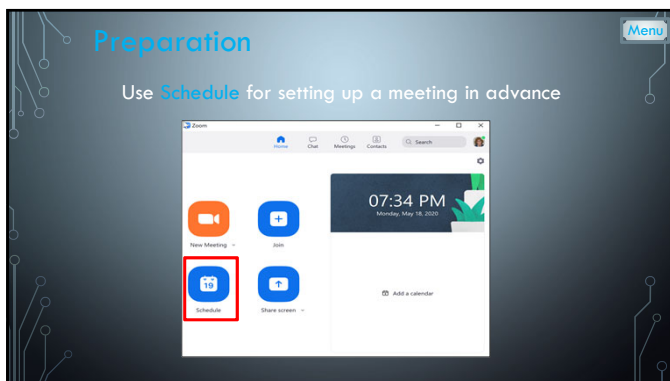 Preparation
Menu
Use Schedule for setting up a meeting in advance
Zoom
Home Chat Meetings Contacts Search
07:34 PM
Monday, May 18, 2020
New Meeting Join
19
Add a calendar
Schedule Share screen